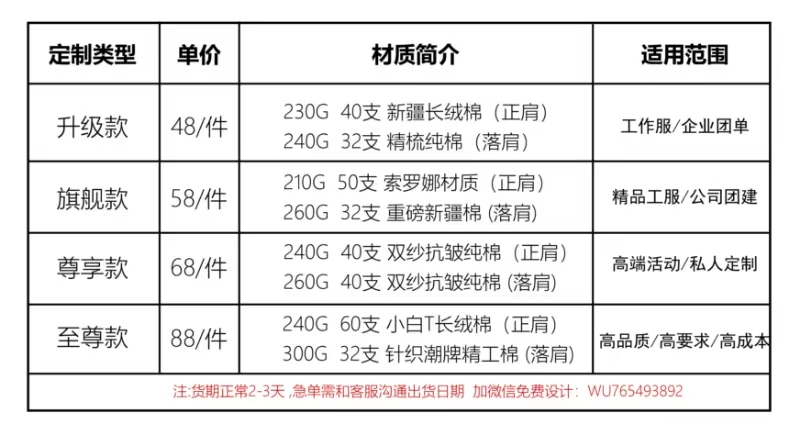 定制类型 单价 材质简介 适用范围
升级款 48/件 230G 40支 新疆长绒棉（正肩） 工作服/企业团单
240G 32支 精梳纯棉（落肩）
旗舰款 58/件 210G 50支 索罗娜材质（正肩） 精品工服/公司团建
260G 32支 重磅新疆棉 (落肩)
尊享款 68/件 240G 40支 双纱抗皱纯棉（正肩） 高端活动/私人定制
260G 40支 双纱抗皱纯棉 (落肩)
至尊款 88/件 240G 60支 小白T长绒棉（正肩） 高品质/高要求/高成本
300G 32支 针织潮牌精工棉 (落肩)
注:货期正常2-3天 ,急单需和客服沟通出货日期 加微信免费设计：WU765493892